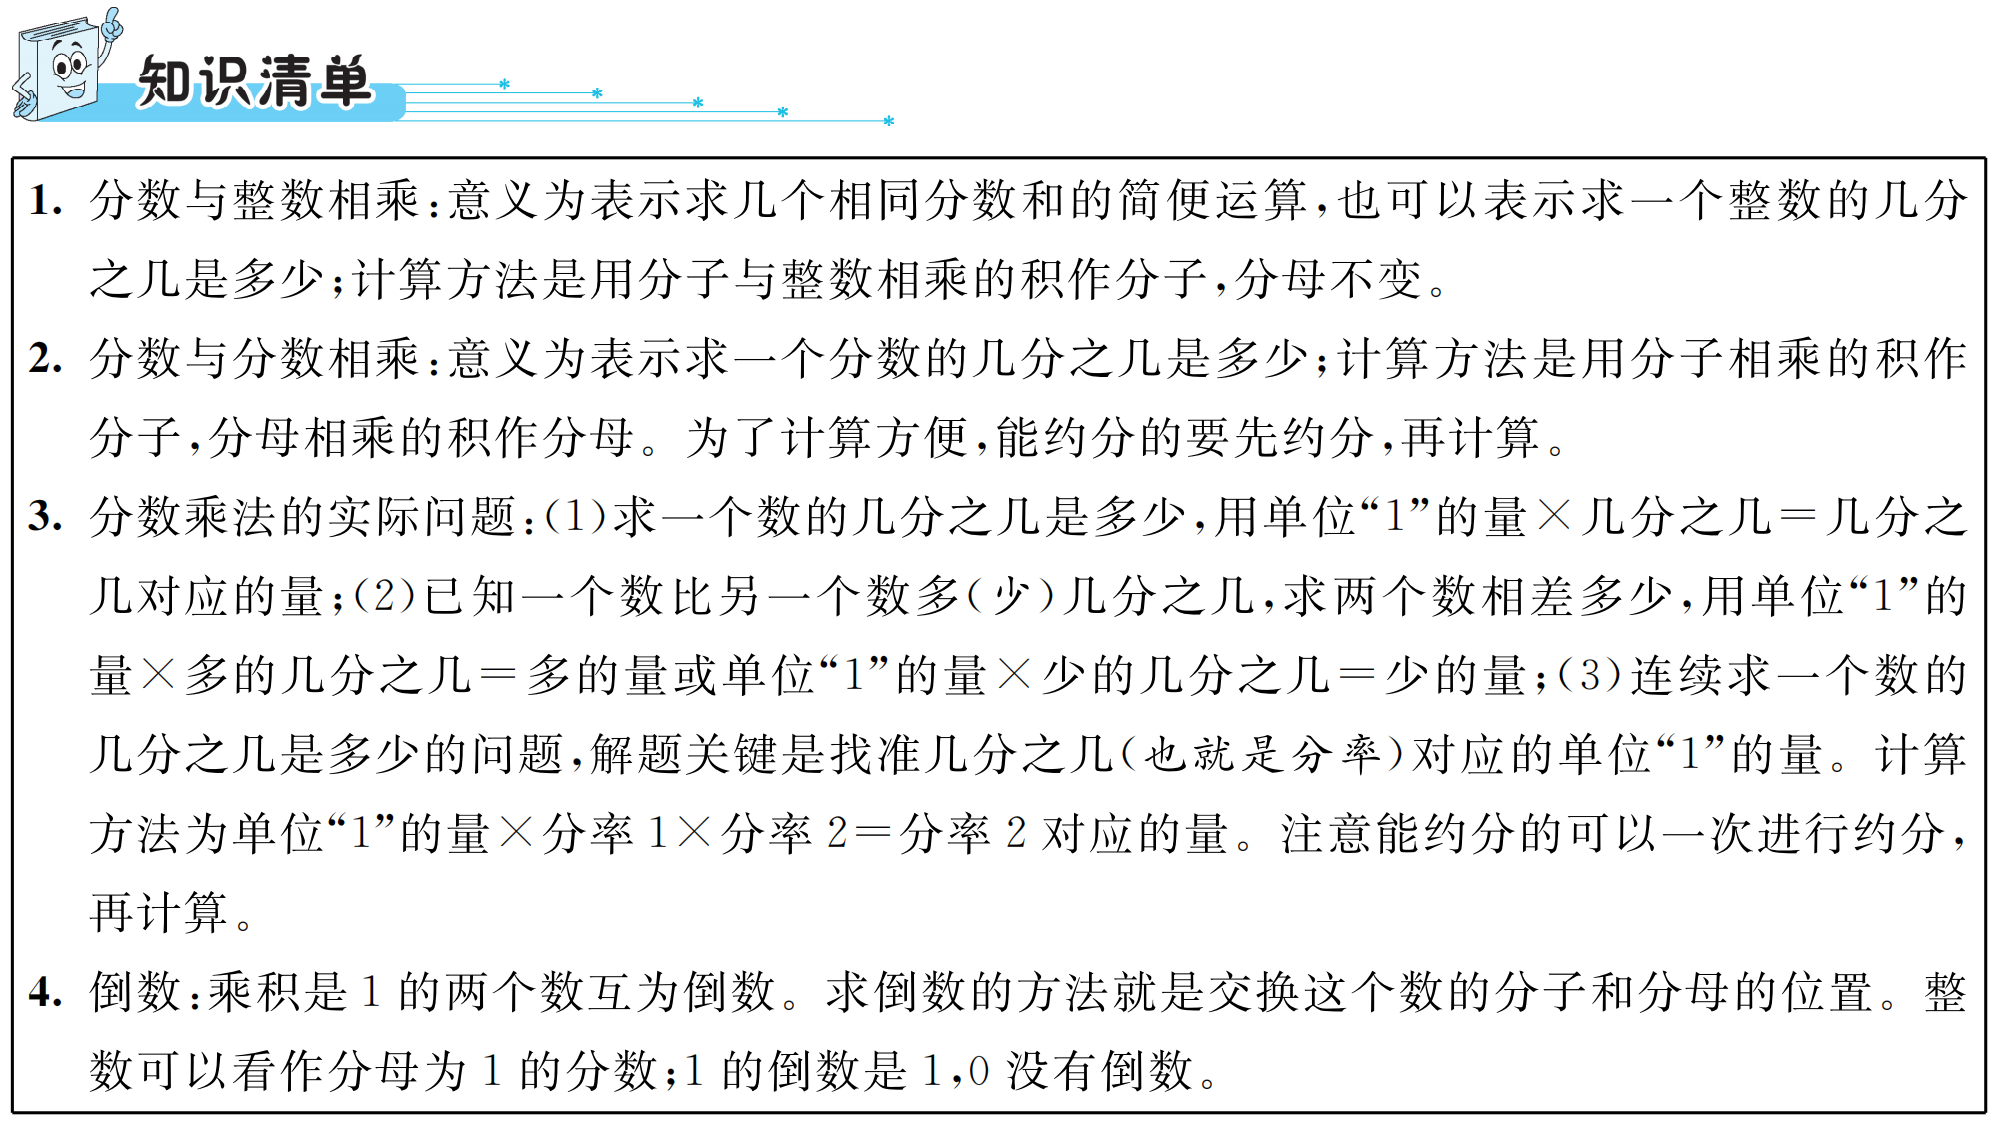 知识清单
1. 分数与整数相乘:意义为表示求几个相同分数和的简便运算,也可以表示求一个整数的几分
之几是多少;计算方法是用分子与整数相乘的积作分子,分母不变。
2. 分数与分数相乘:意义为表示求一个分数的几分之几是多少;计算方法是用分子相乘的积作
分子,分母相乘的积作分母。为了计算方便,能约分的要先约分,再计算。
3. 分数乘法的实际问题:(1)求一个数的几分之几是多少,用单位“1”的量×几分之几=几分之
几对应的量;(2)已知一个数比另一个数多(少)几分之几,求两个数相差多少,用单位“1”的
量×多的几分之几=多的量或单位“1”的量×少的几分之几=少的量;(3)连续求一个数的
几分之几是多少的问题,解题关键是找准几分之几(也就是分率)对应的单位“1”的量。计算
方法为单位“1”的量×分率 1×分率 2=分率 2 对应的量。注意能约分的可以一次进行约分,
再计算。
4. 倒数:乘积是 1 的两个数互为倒数。求倒数的方法就是交换这个数的分子和分母的位置。整
数可以看作分母为 1 的分数;1 的倒数是 1,0 没有倒数。